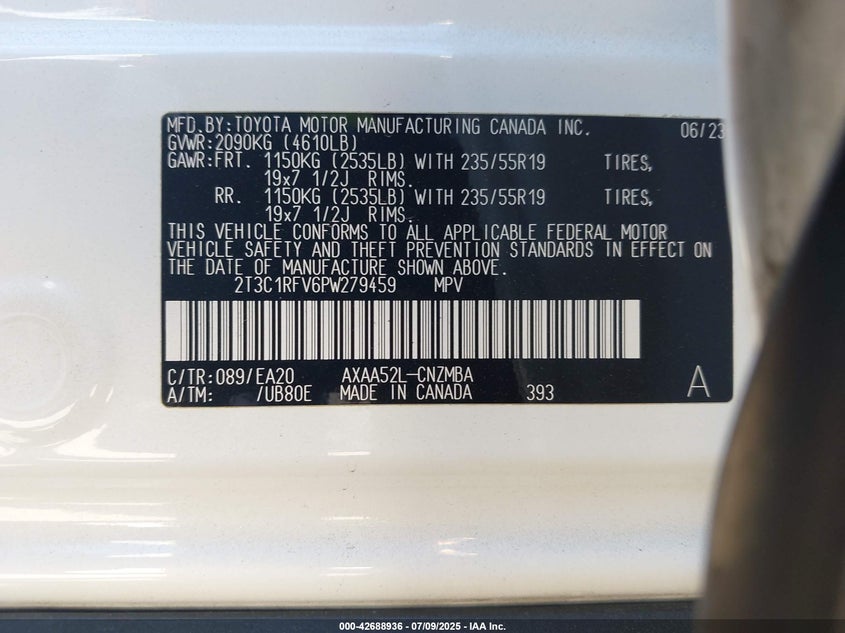 MFD.BY:TOYOTA MOTOR MANUFACTURING CANADA INC. 06/23
GVWR:2090KG (4610LB)
GAWR:FRT. 1150KG (2535LB) WITH 235/55R19 TIRES,
19x7 1/2J RIMS.
RR. 1150KG (2535LB) WITH 235/55R19 TIRES,
19x7 1/2J RIMS.
THIS VEHICLE CONFORMS TO ALL APPLICABLE FEDERAL MOTOR
VEHICLE SAFETY AND THEFT PREVENTION STANDARDS IN EFFECT ON
THE DATE OF MANUFACTURE SHOWN ABOVE.
2T3C1RFV6PW279459 MPV
C/TR:089/EA20 AXAA52L-CNZMBA
A/TM: /UB80E MADE IN CANADA 393 A
000-42688936 - 07/09/2025 - IAA Inc.